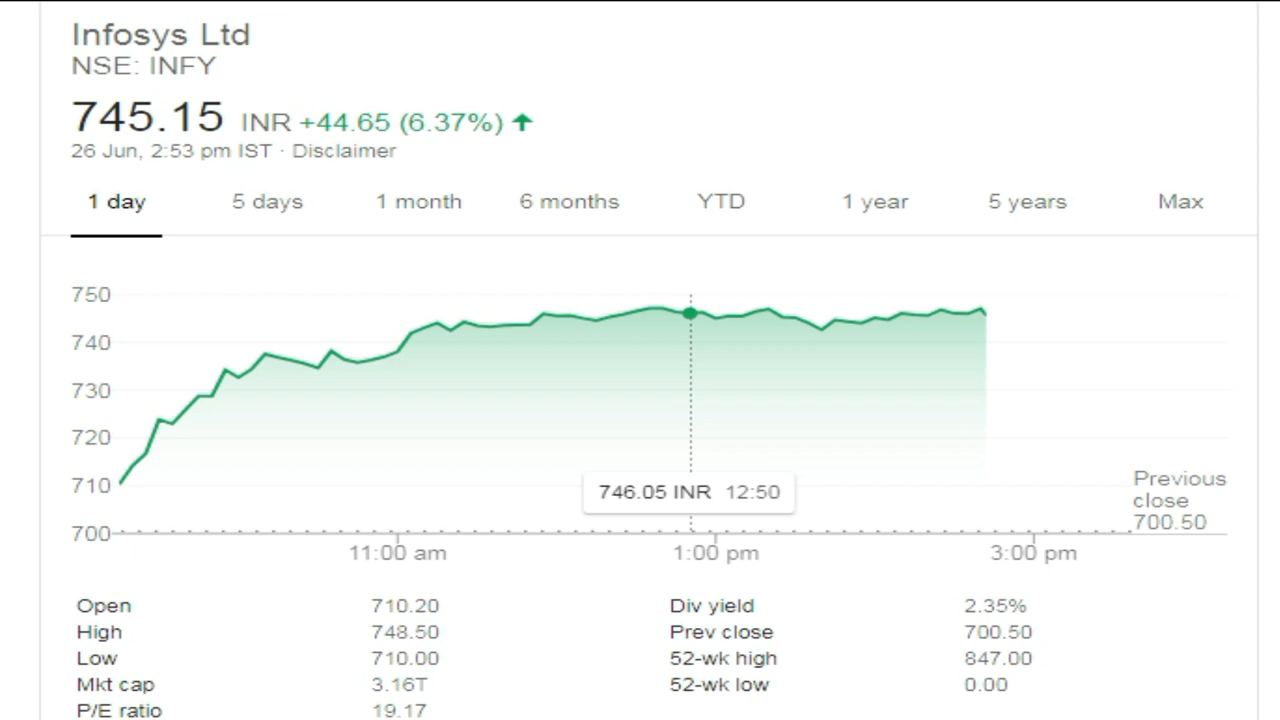 Infosys Ltd
NSE: INFY
745.15 INR +44.65 (6.37%) ↑
26 Jun, 2:53 pm IST · Disclaimer
1 day 5 days 1 month 6 months YTD 1 year 5 years Max
750
740
730
720
710
700
746.05 INR 12:50
Previous
close
700.50
11:00 am 1:00 pm 3:00 pm
Open 710.20 Div yield 2.35%
High 748.50 Prev close 700.50
Low 710.00 52-wk high 847.00
Mkt cap 3.16T 52-wk low 0.00
P/E ratio 19.17